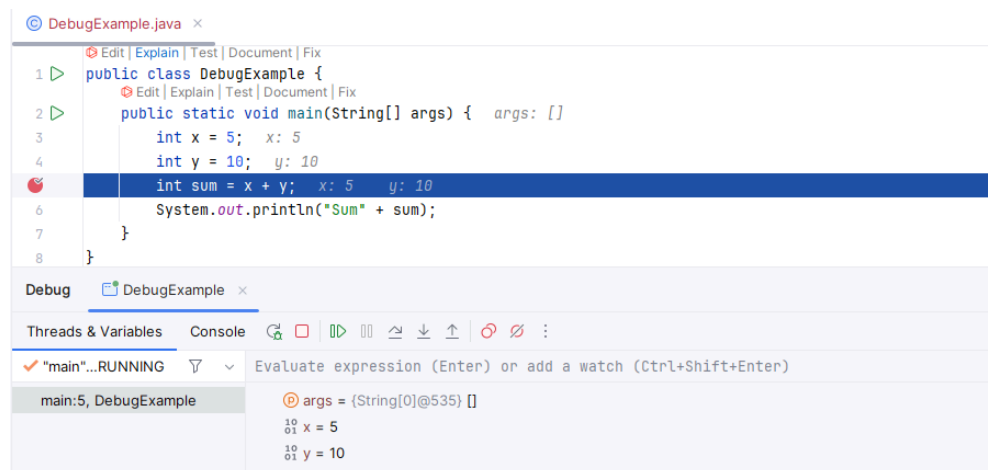 DebugExample.java
Edit | Explain | Test | Document | Fix
1 public class DebugExample {
Edit | Explain | Test | Document | Fix
2 public static void main(String[] args) { args: []
3 int x = 5; x: 5
4 int y = 10; y: 10
int sum = x + y; x: 5 y: 10
6 System.out.println("Sum" + sum);
7 }
8 }
Debug DebugExample
Threads & Variables Console
"main"...RUNNING Evaluate expression (Enter) or add a watch (Ctrl+Shift+Enter)
main:5, DebugExample args = {String[0]@535} []
x = 5
y = 10